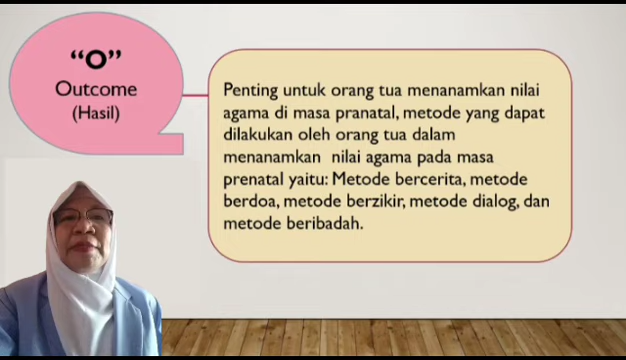 “O”
Outcome
(Hasil)
Penting untuk orang tua menanamkan nilai
agama di masa pranatal, metode yang dapat
dilakukan oleh orang tua dalam
menanamkan nilai agama pada masa
prenatal yaitu: Metode bercerita, metode
berdoa, metode berzikir, metode dialog, dan
metode beribadah.